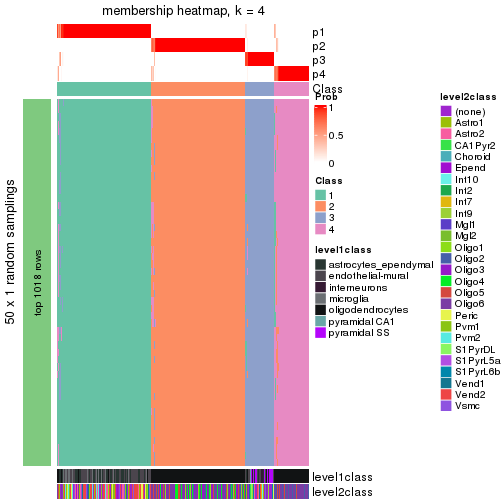 membership heatmap, k = 4
p1
p2
p3
p4
Class
50 x 1 random samplings
top 1018 rows
level1class
level2class
Prob
1
0.5
0
Class
1
2
3
4
level1class
astrocytes_ependymal
endothelial-mural
interneurons
microglia
oligodendrocytes
pyramidal CA1
pyramidal SS
level2class
(none)
Astro1
Astro2
CA1Pyr2
Choroid
Epend
Int10
Int2
Int7
Int9
Mgl1
Mgl2
Oligo1
Oligo2
Oligo3
Oligo4
Oligo5
Oligo6
Peric
Pvm1
Pvm2
S1PyrDL
S1PyrL5a
S1PyrL6b
Vend1
Vend2
Vsmc